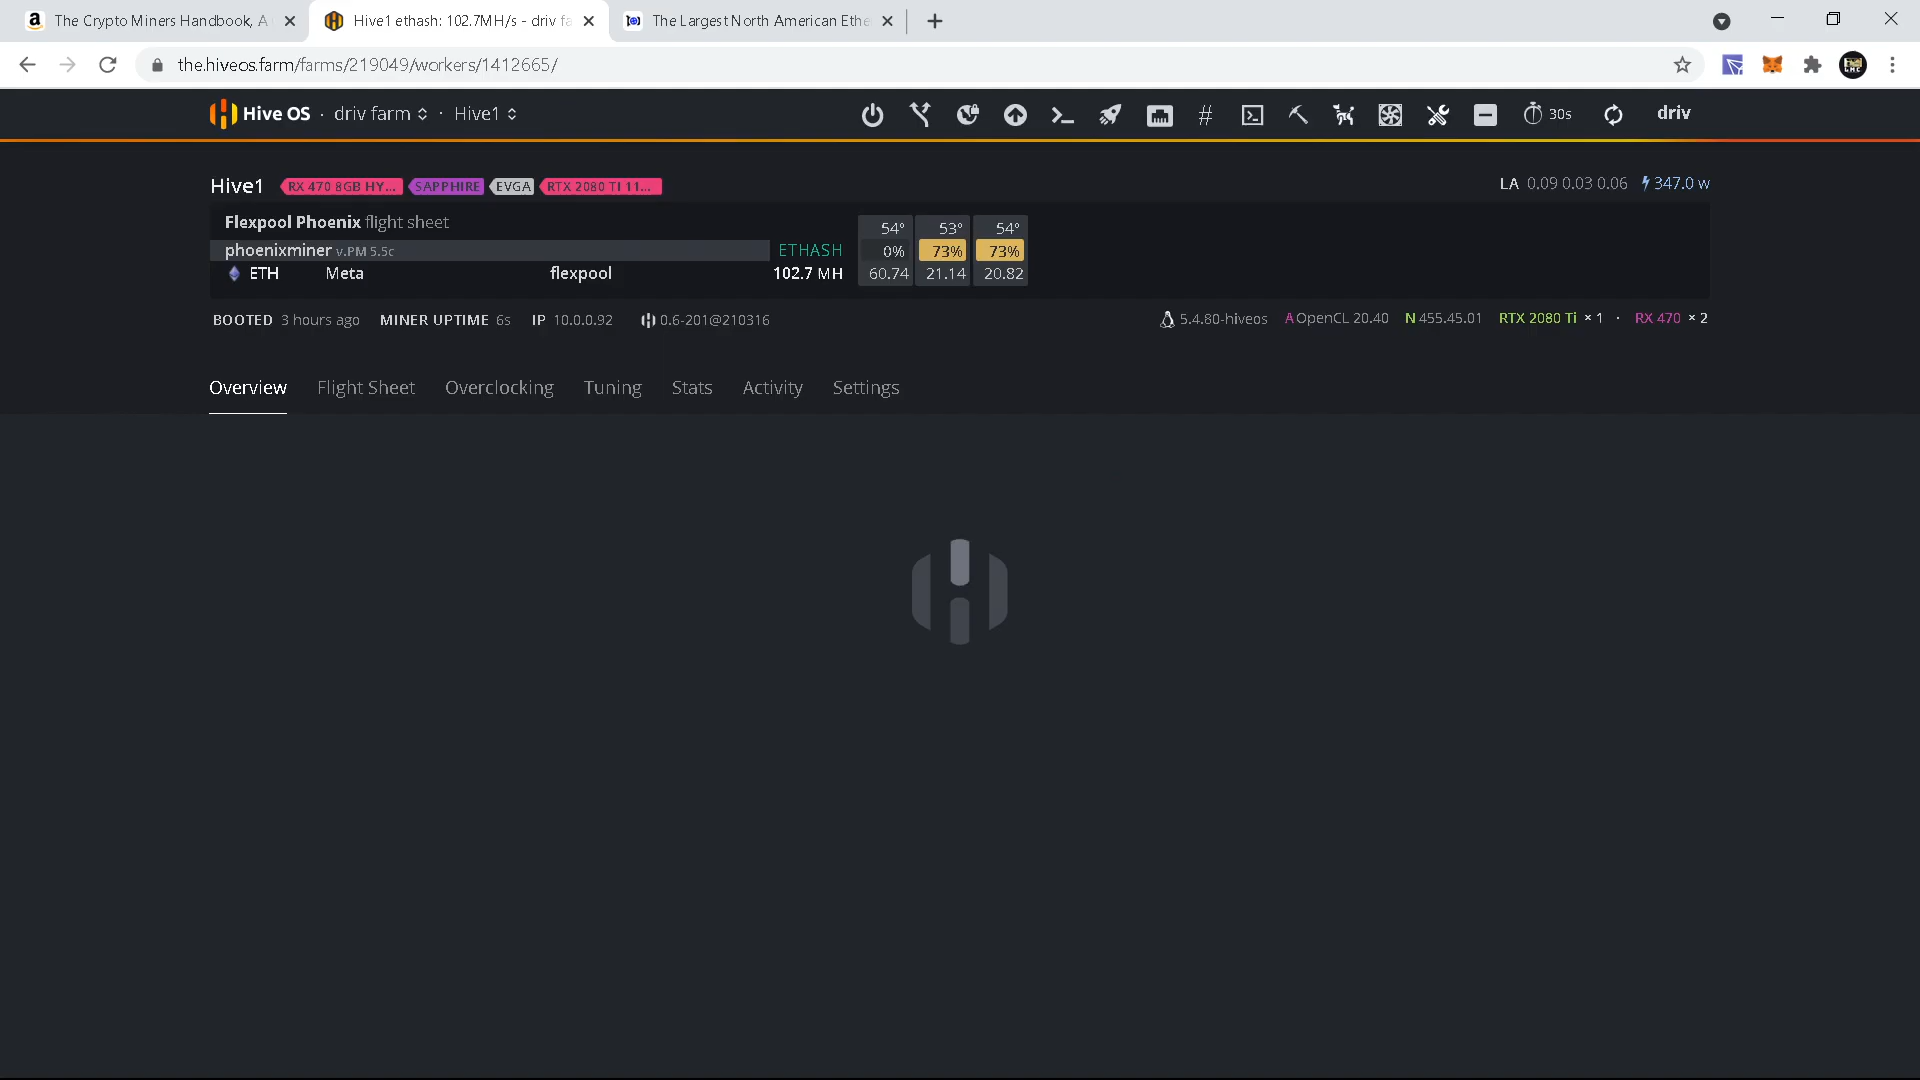 The Crypto Miners Handbook, A
Hive1 ethash: 102.7MH/s - driv fa
The Largest North American Ethe
the.hiveos.farm/farms/219049/workers/1412665/
Hive OS · driv farm · Hive1
30s
driv
Hive1
RX 470 8GB HY...
SAPPHIRE
EVGA
RTX 2080 TI 11...
LA 0.09 0.03 0.06 347.0 w
Flexpool Phoenix flight sheet
phoenixminer v.PM 5.5c ETHASH
ETH Meta flexpool 102.7 MH
54° 53° 54°
0% 73% 73%
60.74 21.14 20.82
BOOTED 3 hours ago MINER UPTIME 6s IP 10.0.0.92 0.6-201@210316
5.4.80-hiveos A OpenCL 20.40 N 455.45.01 RTX 2080 Ti × 1 · RX 470 × 2
Overview Flight Sheet Overclocking Tuning Stats Activity Settings